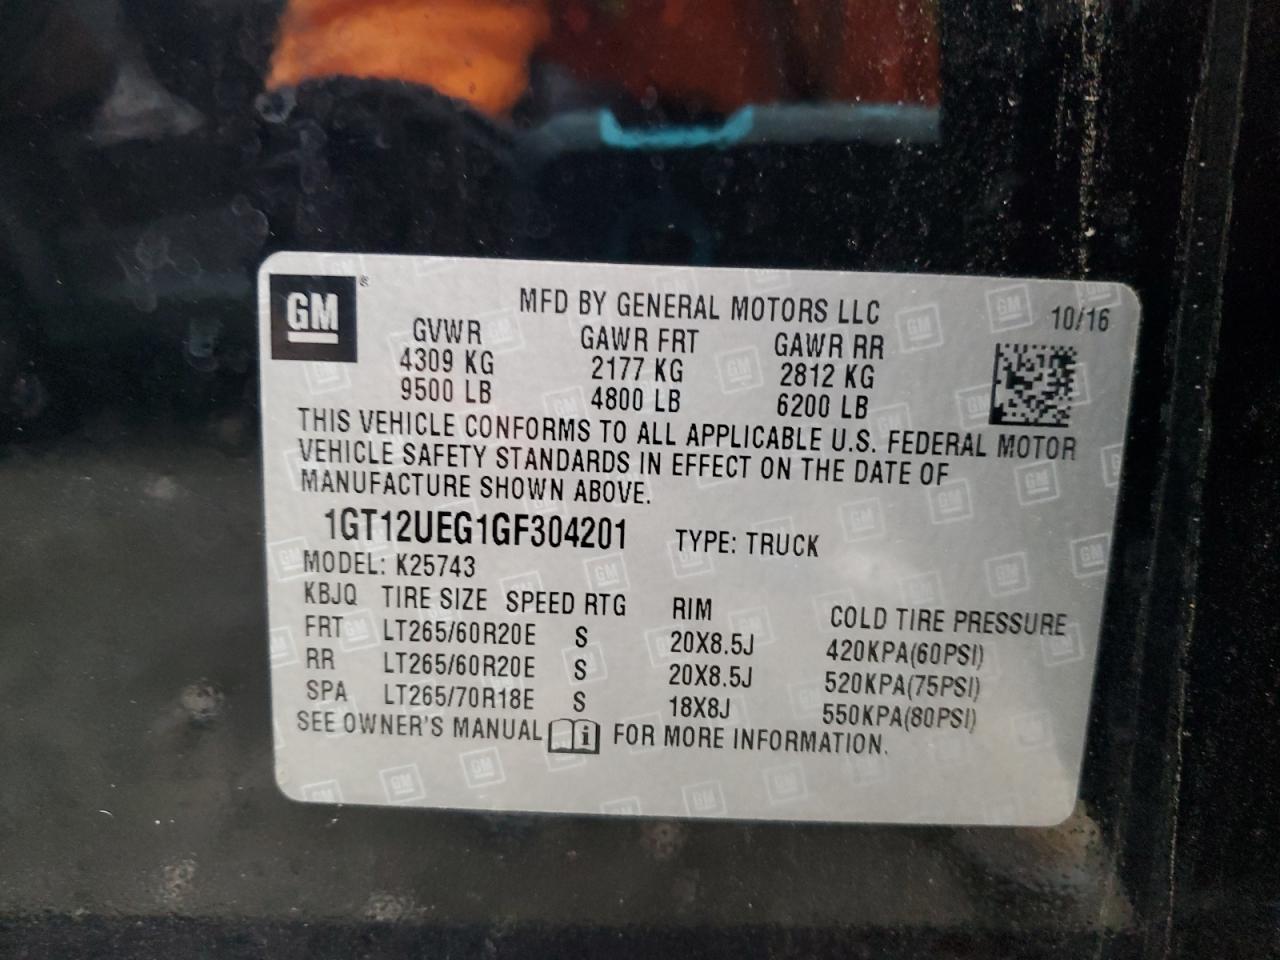 GM ®
MFD BY GENERAL MOTORS LLC
10/16
GVWR GAWR FRT GAWR RR
4309 KG 2177 KG 2812 KG
9500 LB 4800 LB 6200 LB
THIS VEHICLE CONFORMS TO ALL APPLICABLE U.S. FEDERAL MOTOR
VEHICLE SAFETY STANDARDS IN EFFECT ON THE DATE OF
MANUFACTURE SHOWN ABOVE.
1GT12UEG1GF304201 TYPE: TRUCK
MODEL: K25743
KBJQ TIRE SIZE SPEED RTG RIM COLD TIRE PRESSURE
FRT LT265/60R20E S 20X8.5J 420KPA(60PSI)
RR LT265/60R20E S 20X8.5J 520KPA(75PSI)
SPA LT265/70R18E S 18X8J 550KPA(80PSI)
SEE OWNER'S MANUAL i FOR MORE INFORMATION.